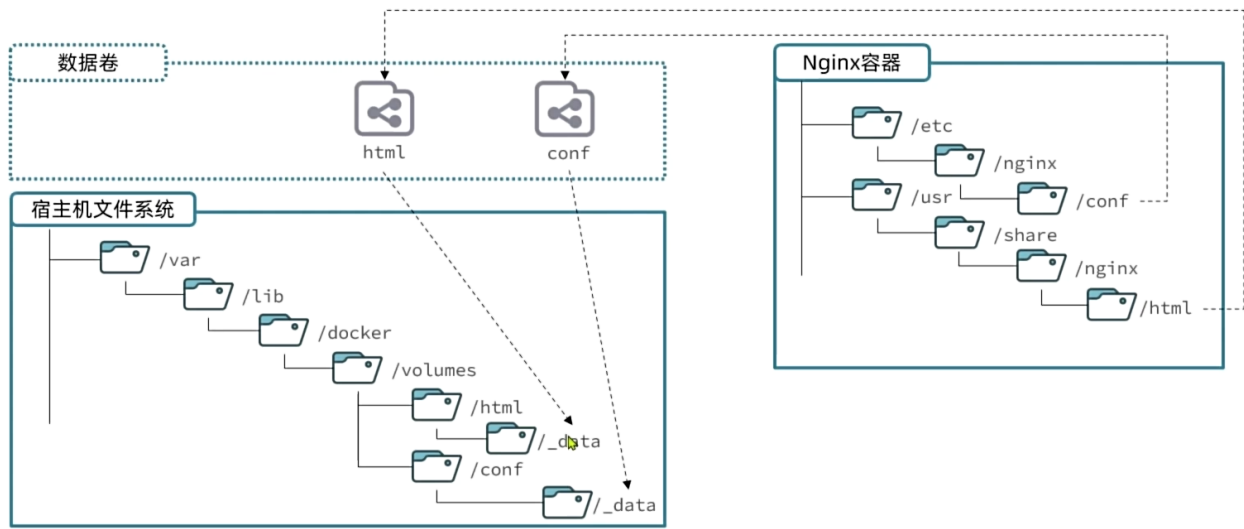 数据卷
html
conf
宿主机文件系统
/var
/lib
/docker
/volumes
/html
/_data
/conf
/_data
Nginx容器
/etc
/nginx
/conf
/usr
/share
/nginx
/html